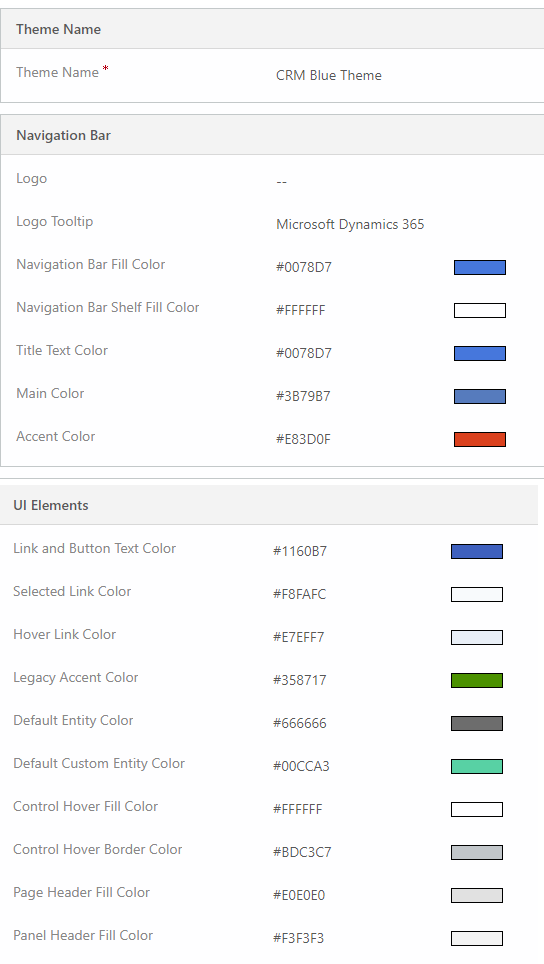 Theme Name
Theme Name * CRM Blue Theme
Navigation Bar
Logo --
Logo Tooltip Microsoft Dynamics 365
Navigation Bar Fill Color #0078D7
Navigation Bar Shelf Fill Color #FFFFFF
Title Text Color #0078D7
Main Color #3B79B7
Accent Color #E83D0F
UI Elements
Link and Button Text Color #1160B7
Selected Link Color #F8FAFC
Hover Link Color #E7EFF7
Legacy Accent Color #358717
Default Entity Color #666666
Default Custom Entity Color #00CCA3
Control Hover Fill Color #FFFFFF
Control Hover Border Color #BDC3C7
Page Header Fill Color #E0E0E0
Panel Header Fill Color #F3F3F3